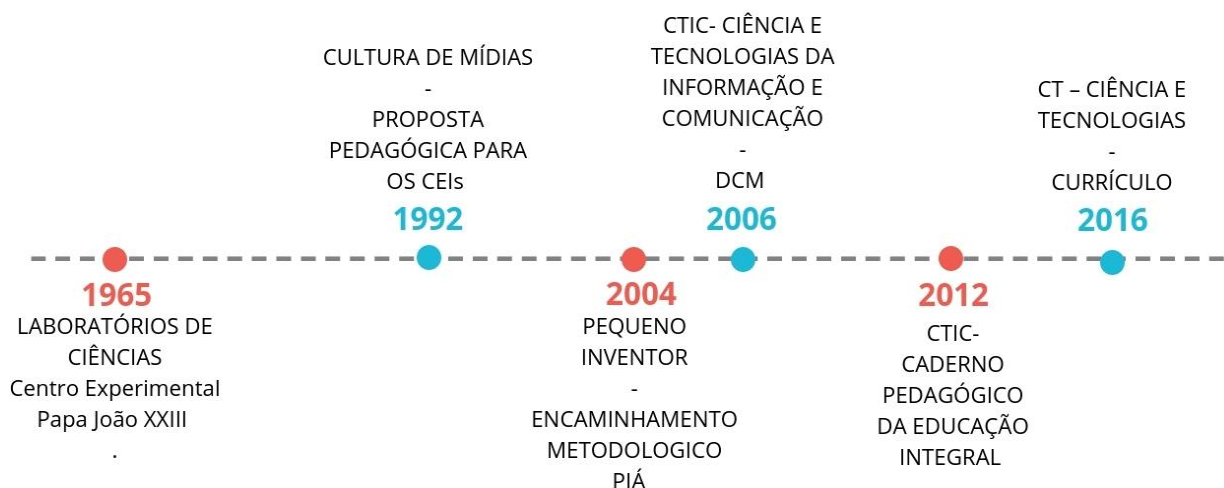 1965
LABORATÓRIOS DE
CIÊNCIAS
Centro Experimental
Papa João XXIII
.
CULTURA DE MÍDIAS
-
PROPOSTA
PEDAGÓGICA PARA
OS CEIs
1992
2004
PEQUENO
INVENTOR
-
ENCAMINHAMENTO
METODOLOGICO
PIÁ
CTIC- CIÊNCIA E
TECNOLOGIAS DA
INFORMAÇÃO E
COMUNICAÇÃO
-
DCM
2006
2012
CTIC-
CADERNO
PEDAGÓGICO
DA EDUCAÇÃO
INTEGRAL
CT – CIÊNCIA E
TECNOLOGIAS
-
CURRÍCULO
2016